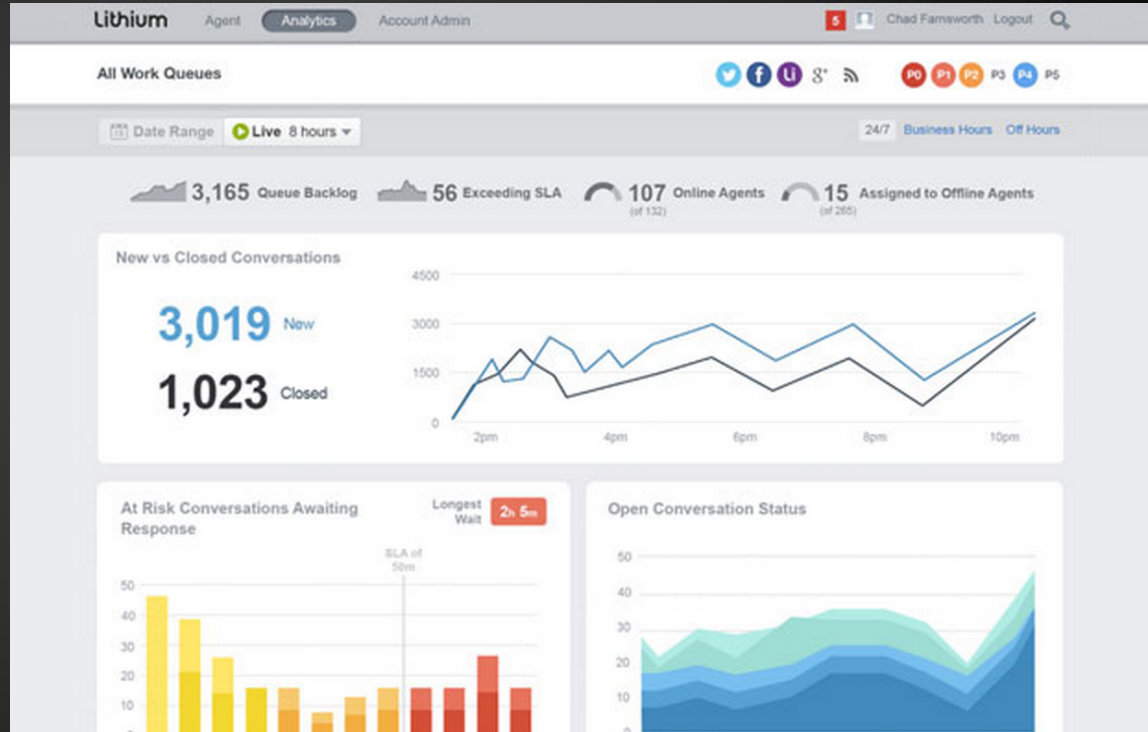 Lithium Agent Analytics Account Admin 5 Chad Farnsworth Logout
All Work Queues f Li g+ P0 P1 P2 P3 P4 P5
Date Range Live 8 hours 24/7 Business Hours Off Hours
3,165 Queue Backlog 56 Exceeding SLA 107 Online Agents 15 Assigned to Offline Agents
(of 132) (of 265)
New vs Closed Conversations
3,019 New
1,023 Closed
4500
3000
1500
0
2pm 4pm 6pm 8pm 10pm
At Risk Conversations Awaiting
Response
Longest
Wait
2h 5m
SLA of
50m
50
40
30
20
10
Open Conversation Status
50
40
30
20
10